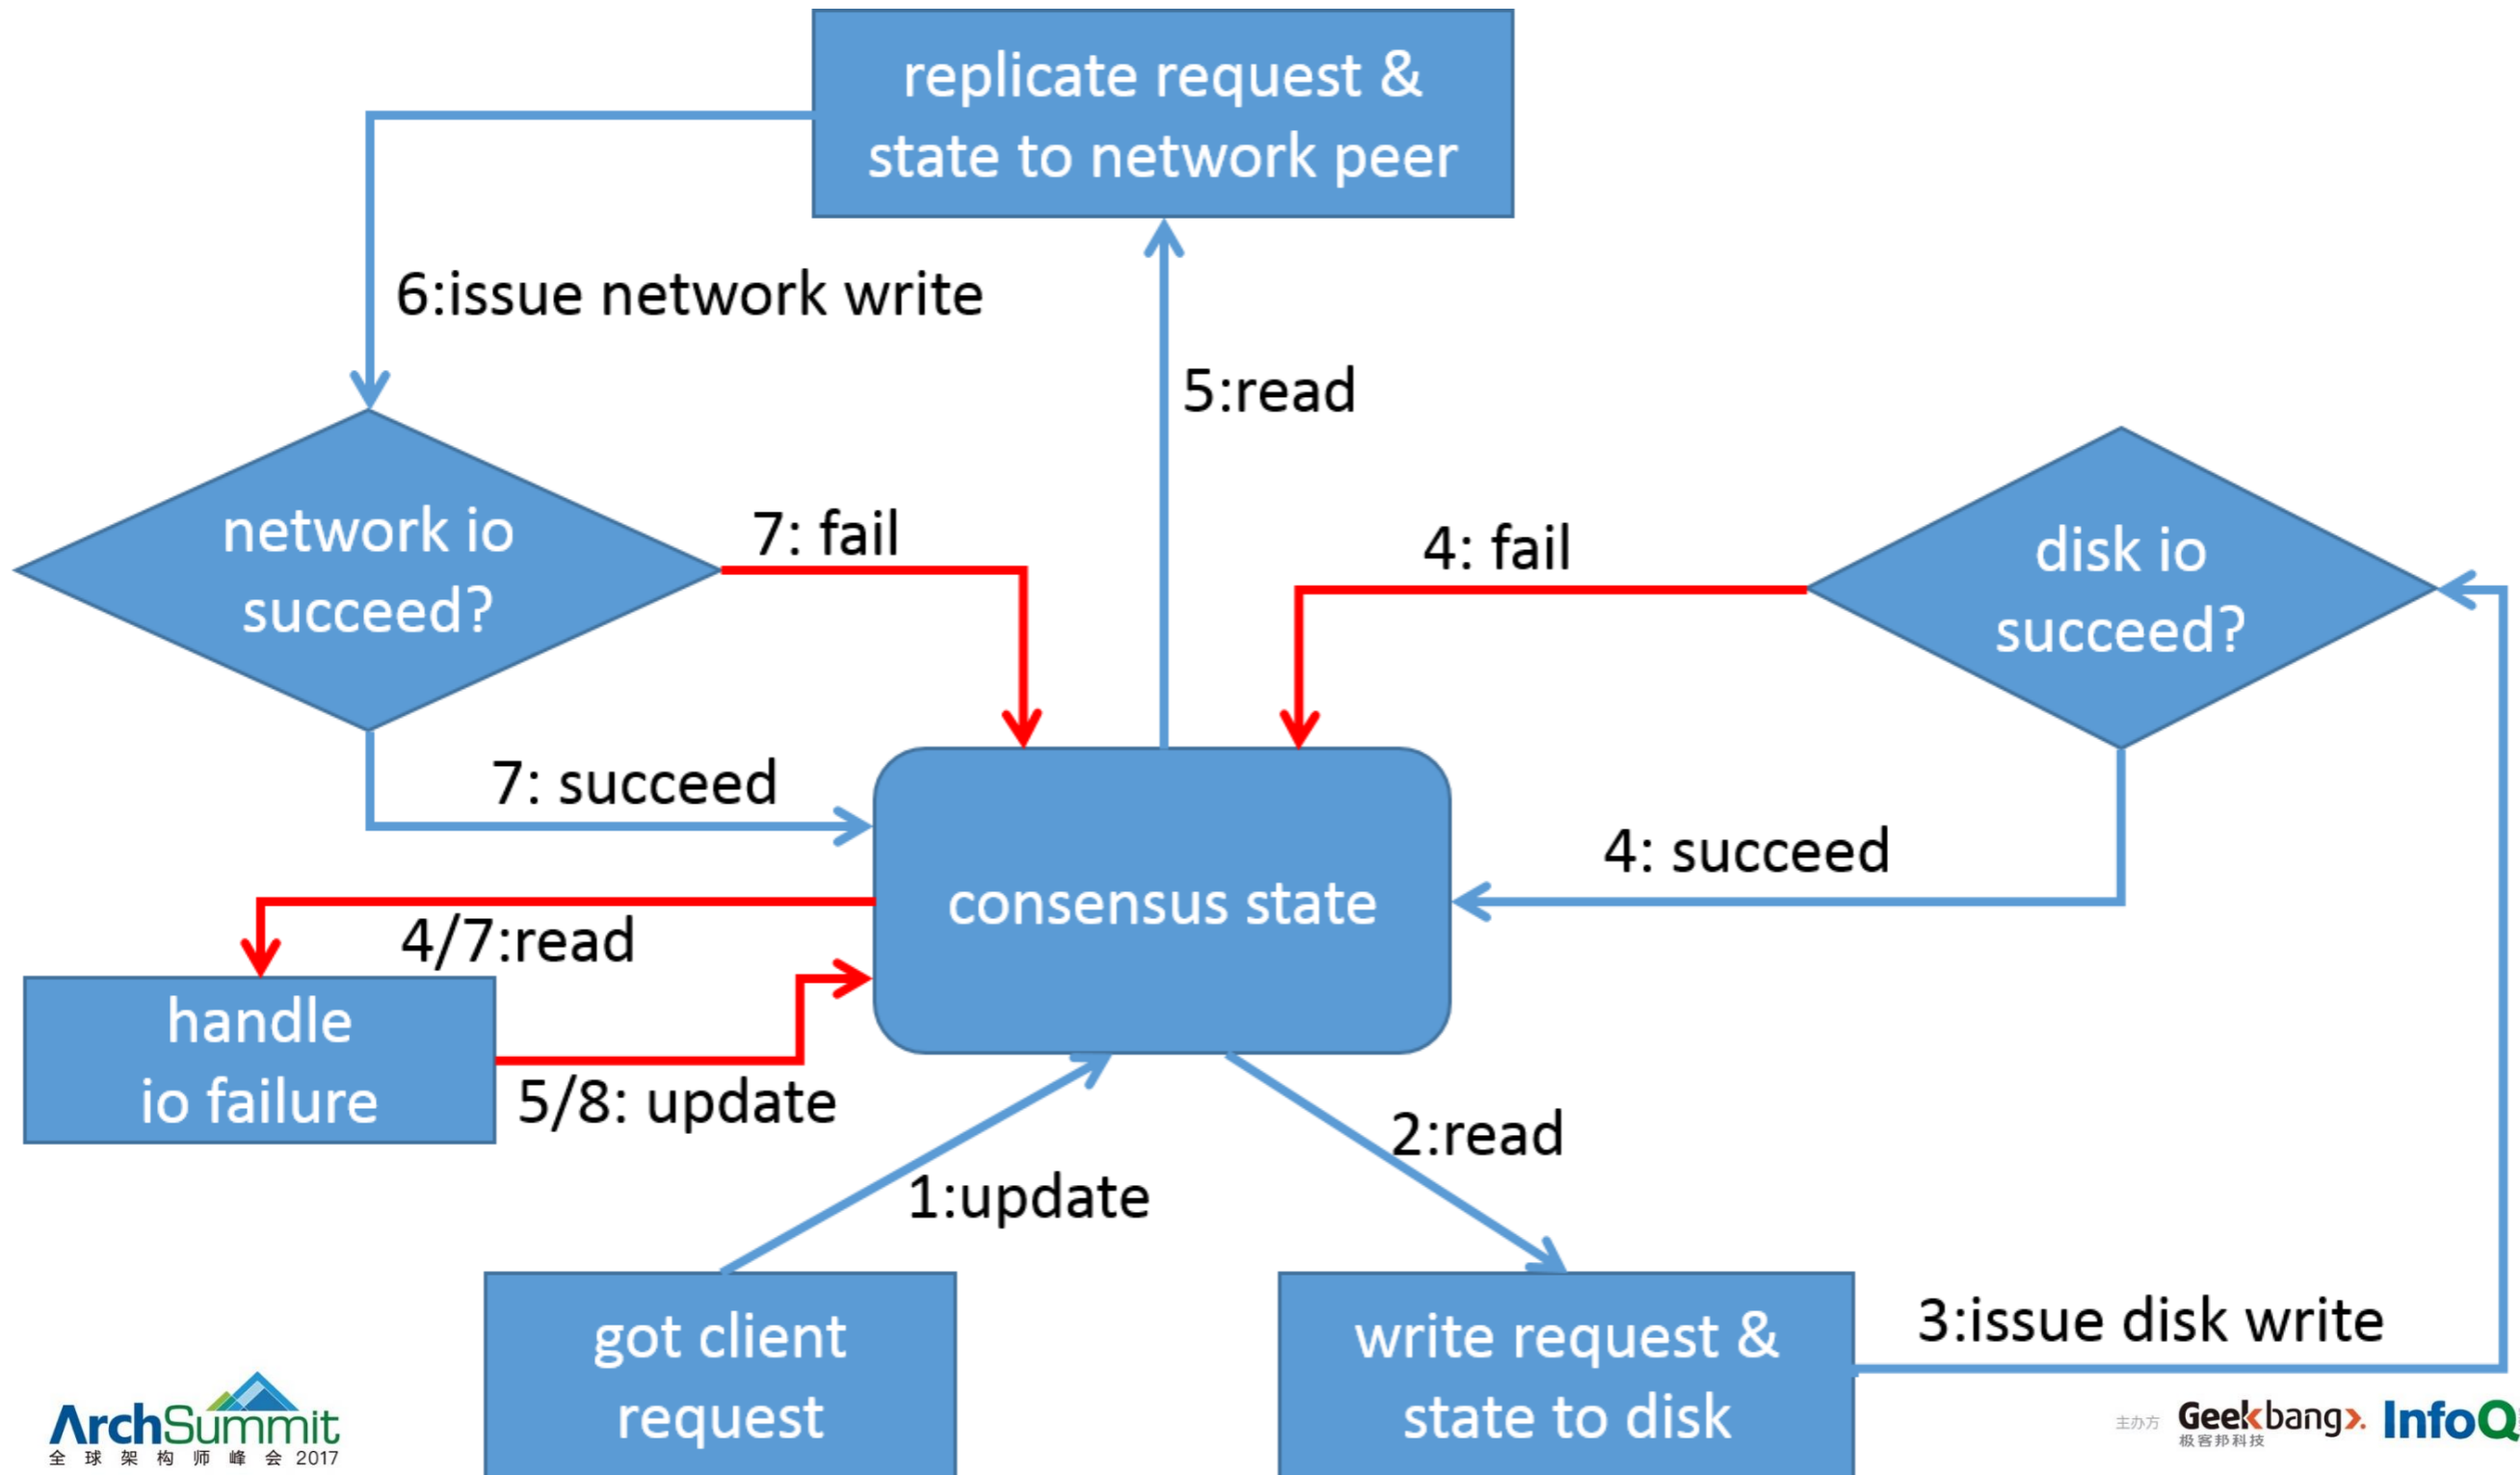 replicate request &
state to network peer
6:issue network write
5:read
network io
succeed?
7: fail
4: fail
disk io
succeed?
7: succeed
4: succeed
consensus state
4/7:read
handle
io failure
5/8: update
2:read
1:update
got client
request
write request &
state to disk
3:issue disk write
ArchSummit
全球架构师峰会 2017
主办方
Geekbang>.
极客邦科技
InfoQ